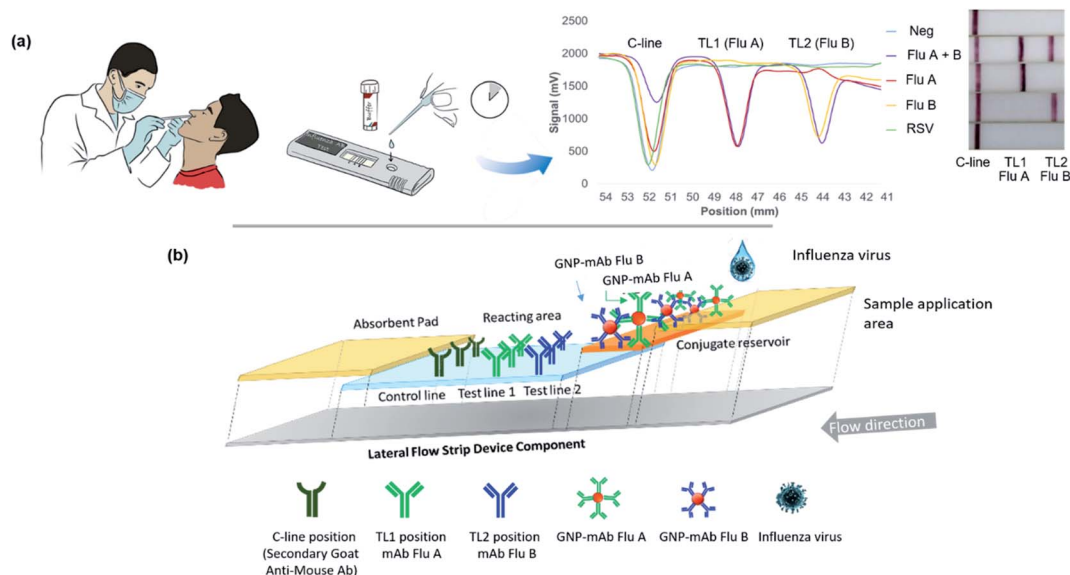 (a)
Buffer
Signal (mV)
2500
2000
1500
1000
500
0
C-line
TL1 (Flu A)
TL2 (Flu B)
54 53 52 51 50 49 48 47 46 45 44 43 42 41
Position (mm)
Neg
Flu A + B
Flu A
Flu B
RSV
C-line TL1 TL2
Flu A Flu B
(b)
GNP-mAb Flu B
GNP-mAb Flu A
Influenza virus
Sample application
area
Absorbent Pad
Reacting area
Conjugate reservoir
Control line
Test line 1
Test line 2
Flow direction
Lateral Flow Strip Device Component
C-line position
(Secondary Goat
Anti-Mouse Ab)
TL1 position
mAb Flu A
TL2 position
mAb Flu B
GNP-mAb Flu A
GNP-mAb Flu B
Influenza virus